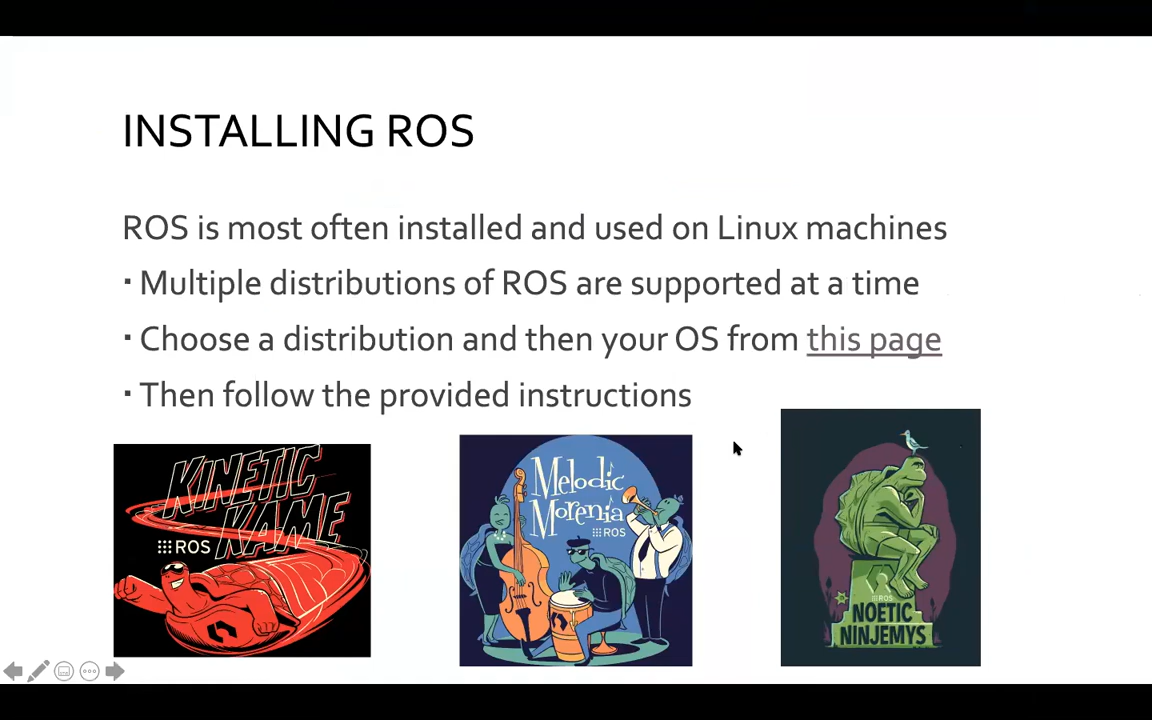 INSTALLING ROS
ROS is most often installed and used on Linux machines
▪ Multiple distributions of ROS are supported at a time
▪ Choose a distribution and then your OS from this page
▪ Then follow the provided instructions
KINETIC
KAME
ROS
Melodic
Morenia
ROS
ROS
NOETIC
NINJEMYS